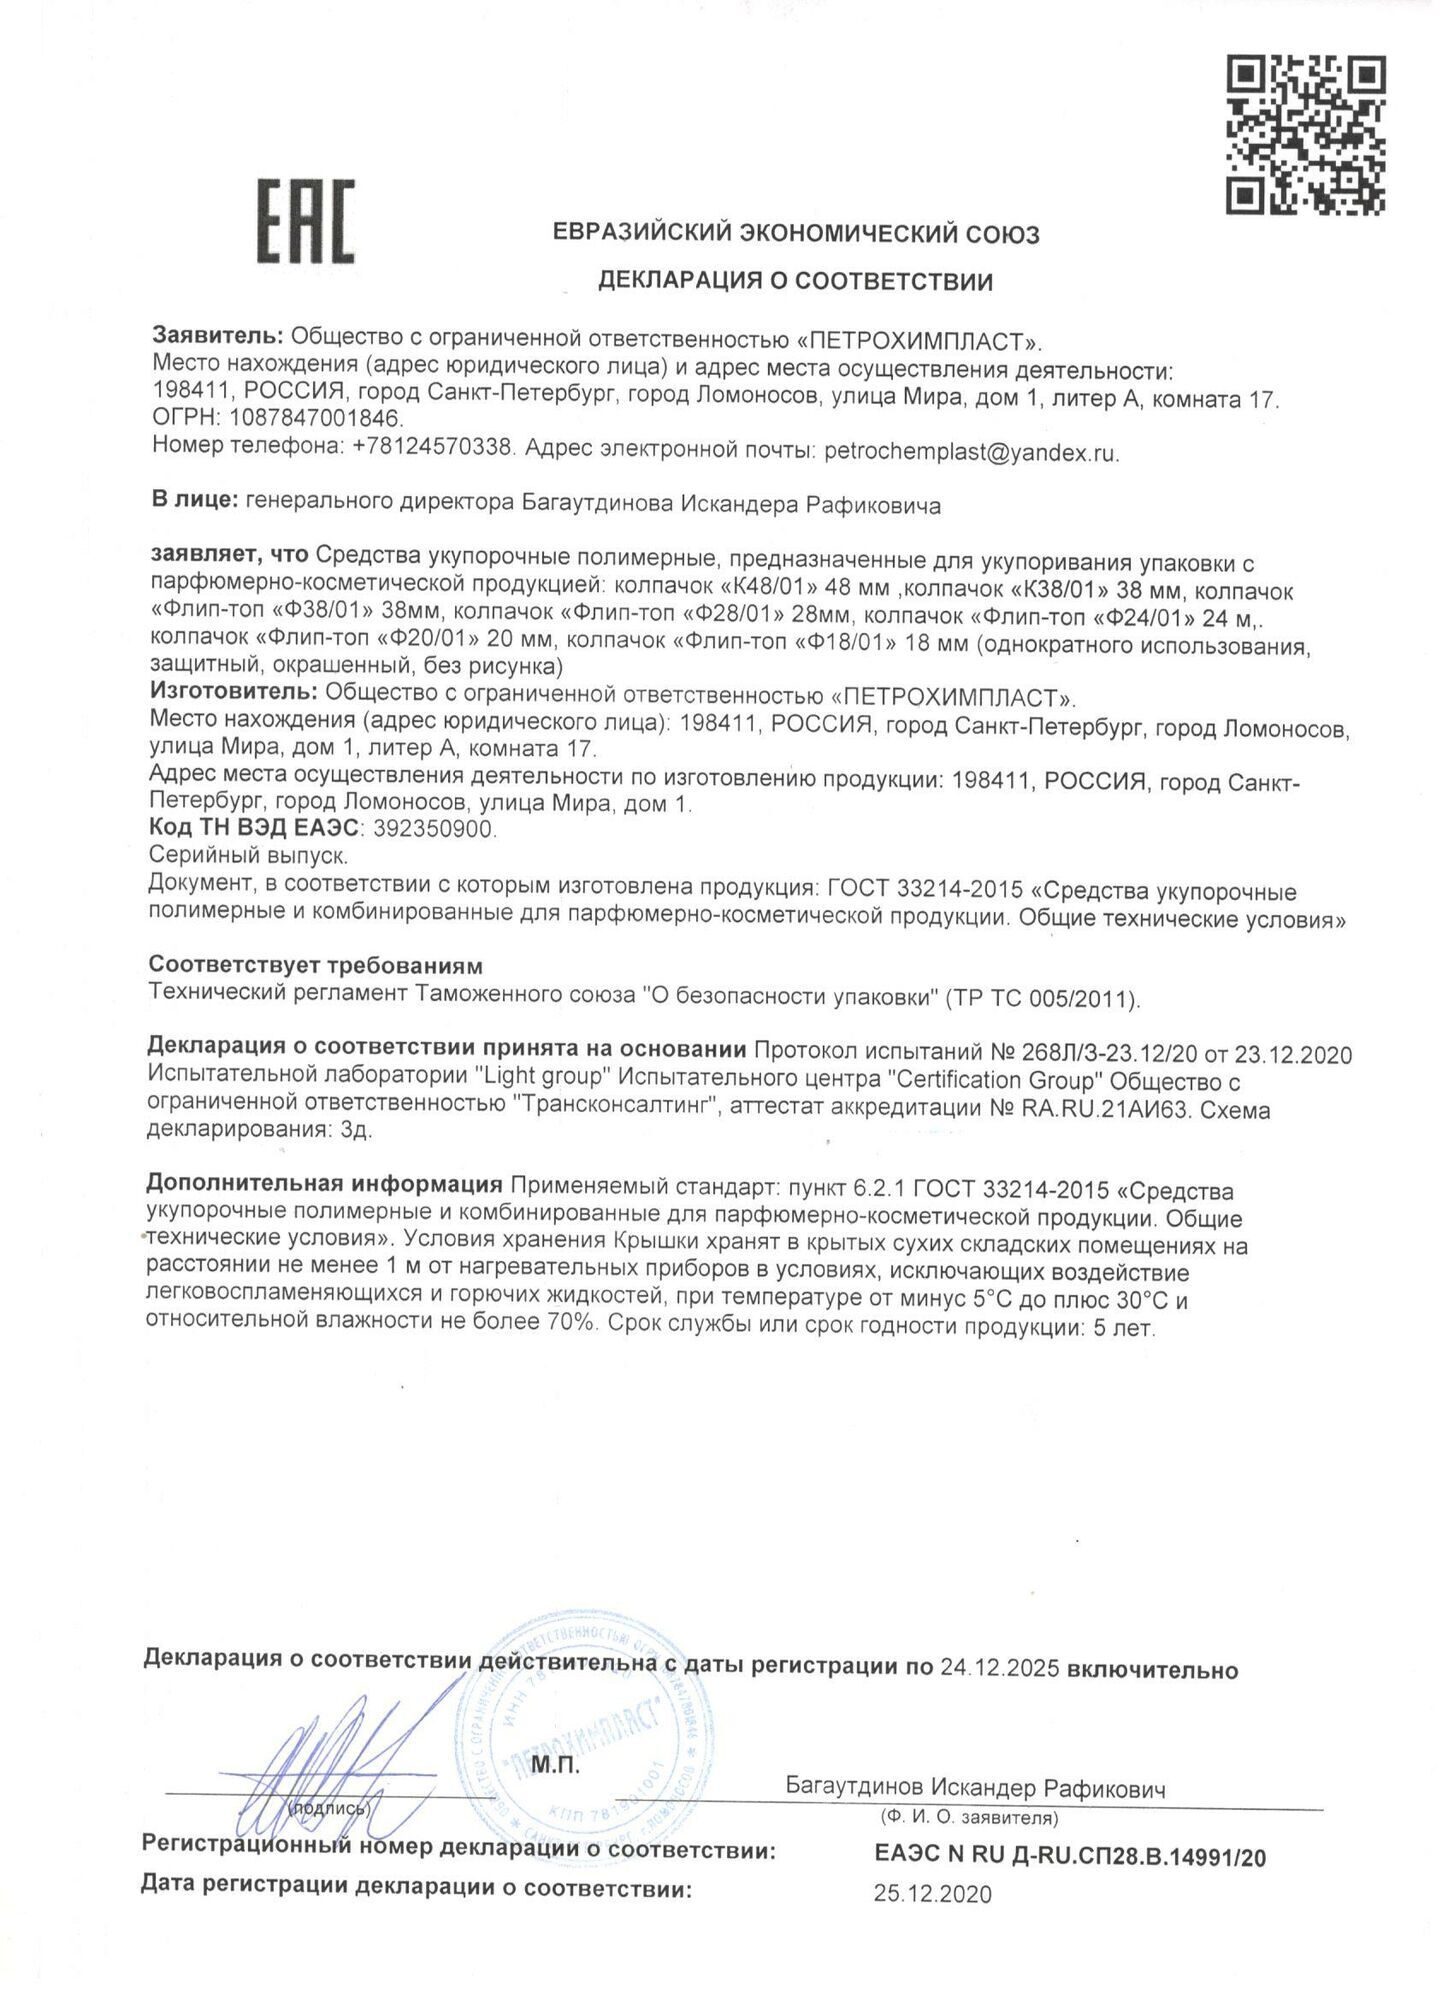 ЕАС
ЕВРАЗИЙСКИЙ ЭКОНОМИЧЕСКИЙ СОЮЗ
ДЕКЛАРАЦИЯ О СООТВЕТСТВИИ
Заявитель: Общество с ограниченной ответственностью «ПЕТРОХИМПЛАСТ».
Место нахождения (адрес юридического лица) и адрес места осуществления деятельности:
198411, РОССИЯ, город Санкт-Петербург, город Ломоносов, улица Мира, дом 1, литер А, комната 17.
ОГРН: 1087847001846.
Номер телефона: +78124570338. Адрес электронной почты: petrochemplast@yandex.ru.
В лице: генерального директора Багаутдинова Искандера Рафиковича
заявляет, что Средства укупорочные полимерные, предназначенные для укупоривания упаковки с
парфюмерно-косметической продукцией: колпачок «К48/01» 48 мм ,колпачок «К38/01» 38 мм, колпачок
«Флип-топ «Ф38/01» 38мм, колпачок «Флип-топ «Ф28/01» 28мм, колпачок «Флип-топ «Ф24/01» 24 м,.
колпачок «Флип-топ «Ф20/01» 20 мм, колпачок «Флип-топ «Ф18/01» 18 мм (однократного использования,
защитный, окрашенный, без рисунка)
Изготовитель: Общество с ограниченной ответственностью «ПЕТРОХИМПЛАСТ».
Место нахождения (адрес юридического лица): 198411, РОССИЯ, город Санкт-Петербург, город Ломоносов,
улица Мира, дом 1, литер А, комната 17.
Адрес места осуществления деятельности по изготовлению продукции: 198411, РОССИЯ, город Санкт-
Петербург, город Ломоносов, улица Мира, дом 1.
Код ТН ВЭД ЕАЭС: 392350900.
Серийный выпуск.
Документ, в соответствии с которым изготовлена продукция: ГОСТ 33214-2015 «Средства укупорочные
полимерные и комбинированные для парфюмерно-косметической продукции. Общие технические условия»
Соответствует требованиям
Технический регламент Таможенного союза "О безопасности упаковки" (ТР ТС 005/2011).
Декларация о соответствии принята на основании Протокол испытаний № 268Л/З-23.12/20 от 23.12.2020
Испытательной лаборатории "Light group" Испытательного центра "Certification Group" Общество с
ограниченной ответственностью "Трансконсалтинг", аттестат аккредитации № RA.RU.21АИ63. Схема
декларирования: 3д.
Дополнительная информация Применяемый стандарт: пункт 6.2.1 ГОСТ 33214-2015 «Средства
укупорочные полимерные и комбинированные для парфюмерно-косметической продукции. Общие
технические условия». Условия хранения Крышки хранят в крытых сухих складских помещениях на
расстоянии не менее 1 м от нагревательных приборов в условиях, исключающих воздействие
легковоспламеняющихся и горючих жидкостей, при температуре от минус 5°С до плюс 30°С и
относительной влажности не более 70%. Срок службы или срок годности продукции: 5 лет.
Декларация о соответствии действительна с даты регистрации по 24.12.2025 включительно
"ПЕТРОХИМПЛАСТ"
КПП 781901001
М.П.
Багаутдинов Искандер Рафикович
(подпись)
(Ф. И. О. заявителя)
Регистрационный номер декларации о соответствии: ЕАЭС N RU Д-RU.СП28.В.14991/20
Дата регистрации декларации о соответствии: 25.12.2020